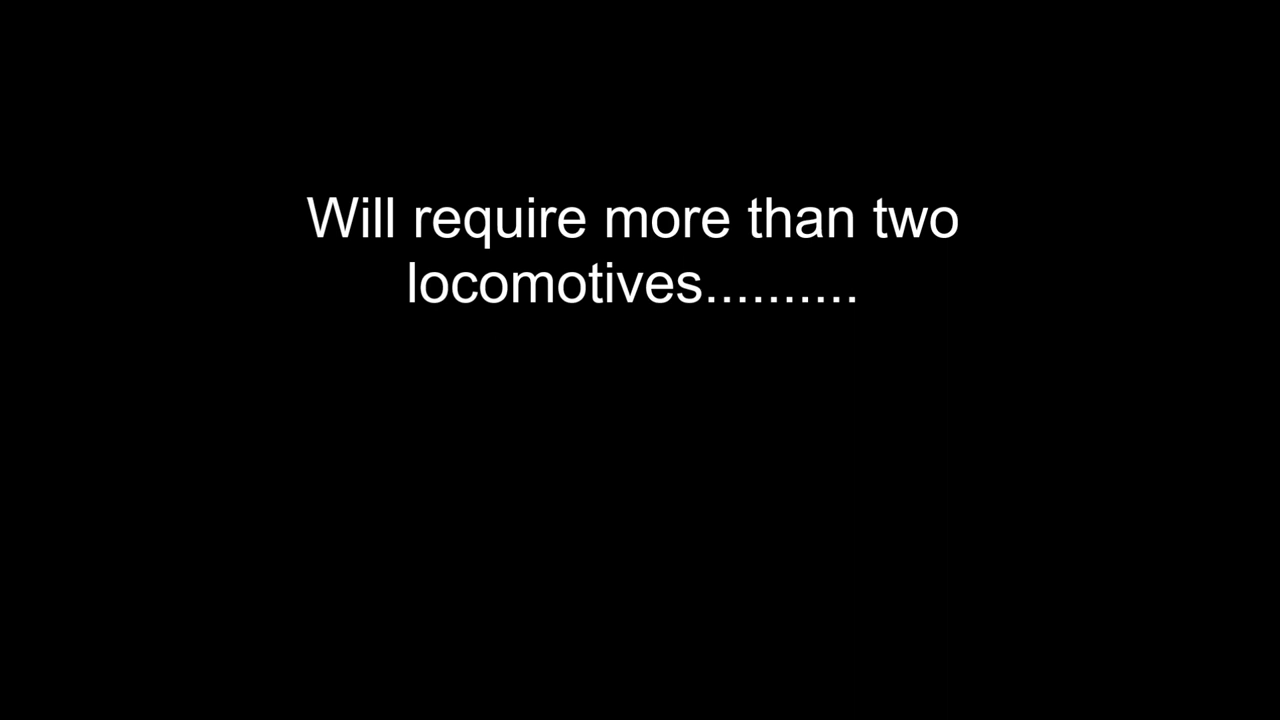 Will require more than two
locomotives..........